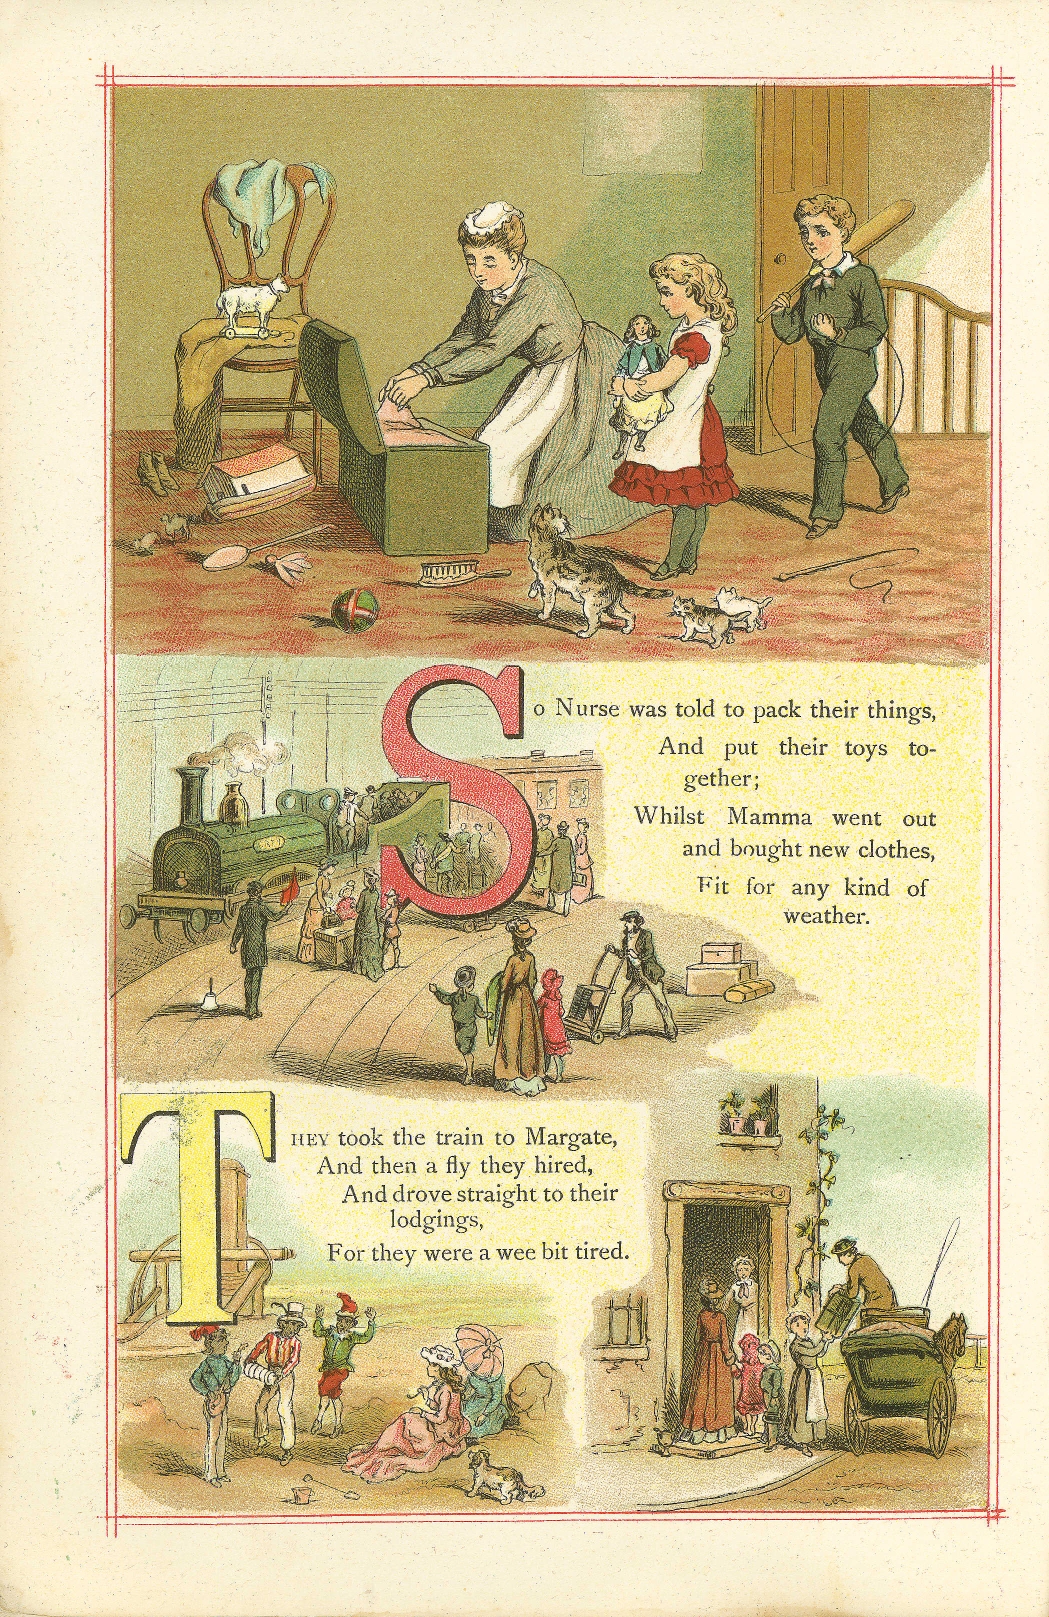 So Nurse was told to pack their things,
And put their toys to-
gether;
Whilst Mamma went out
and bought new clothes,
Fit for any kind of
weather.
THEY took the train to Margate,
And then a fly they hired,
And drove straight to their
lodgings,
For they were a wee bit tired.